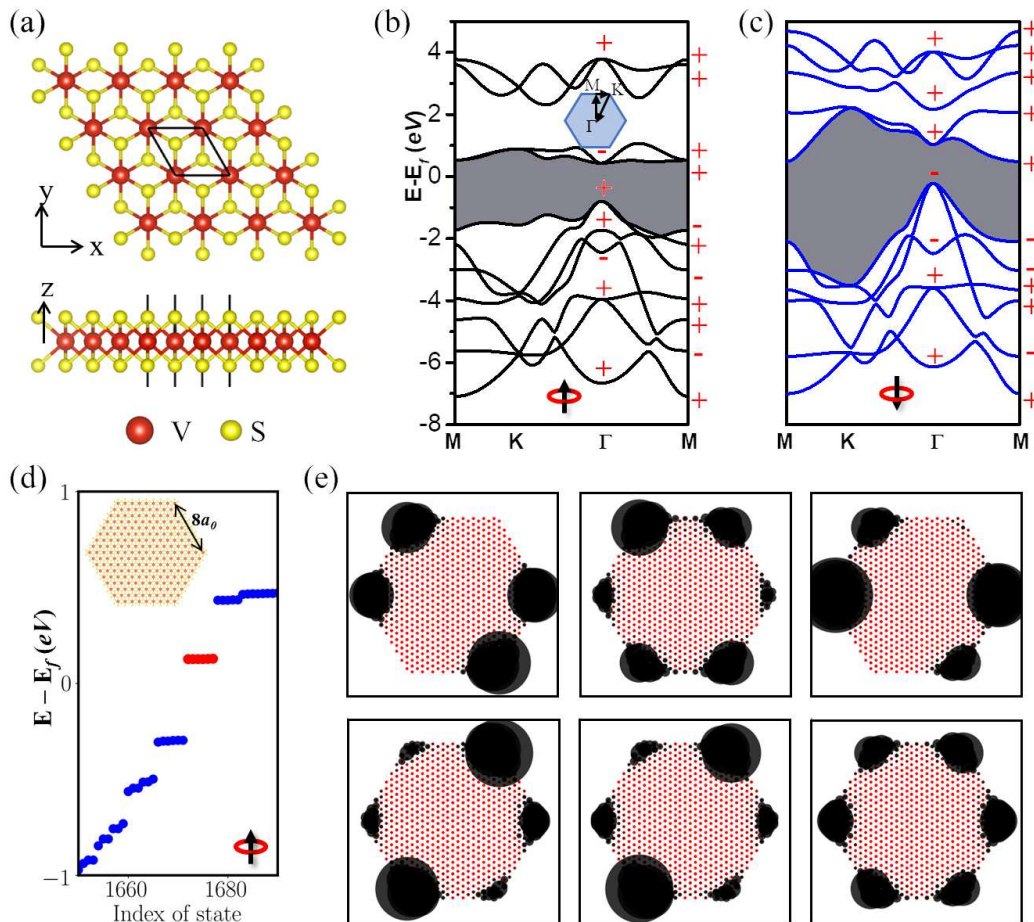 (a)
y
x
z
V
S
(b)
E-E_f (eV)
4
2
0
-2
-4
-6
-8
M
K
Γ
+
+
+
-
+
+
+
+
-
-
+
+
-
+
-
+
+
+
-
+
M K Γ M
(c)
+
+
+
+
+
+
+
+
+
-
-
-
-
+
+
+
-
+
+
M K Γ M
(d)
1
8a₀
E − E_f (eV)
0
−1
1660 1680
Index of state
(e)